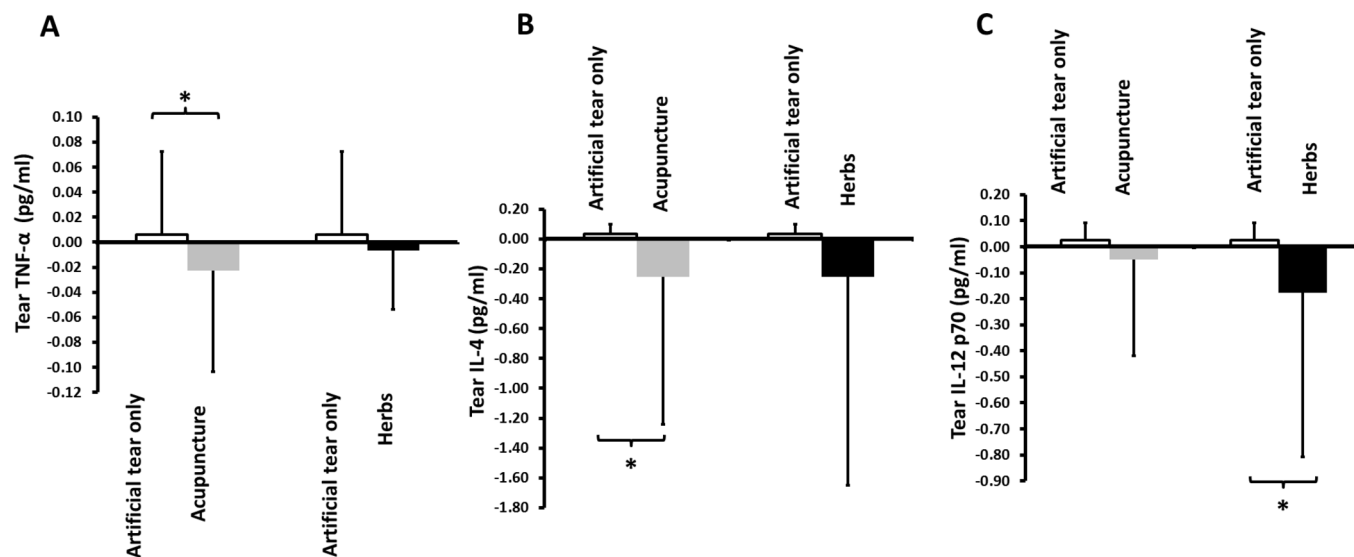 A
*
0.10
0.08
0.06
0.04
0.02
0.00
-0.02
-0.04
-0.06
-0.08
-0.10
-0.12
Tear TNF-α (pg/ml)
Artificial tear only
Acupuncture
Artificial tear only
Herbs
B
Artificial tear only
Acupuncture
Artificial tear only
Herbs
0.20
0.00
-0.20
-0.40
-0.60
-0.80
-1.00
-1.20
-1.40
-1.60
-1.80
Tear IL-4 (pg/ml)
*
C
Artificial tear only
Acupuncture
Artificial tear only
Herbs
0.20
0.10
0.00
-0.10
-0.20
-0.30
-0.40
-0.50
-0.60
-0.70
-0.80
-0.90
Tear IL-12 p70 (pg/ml)
*